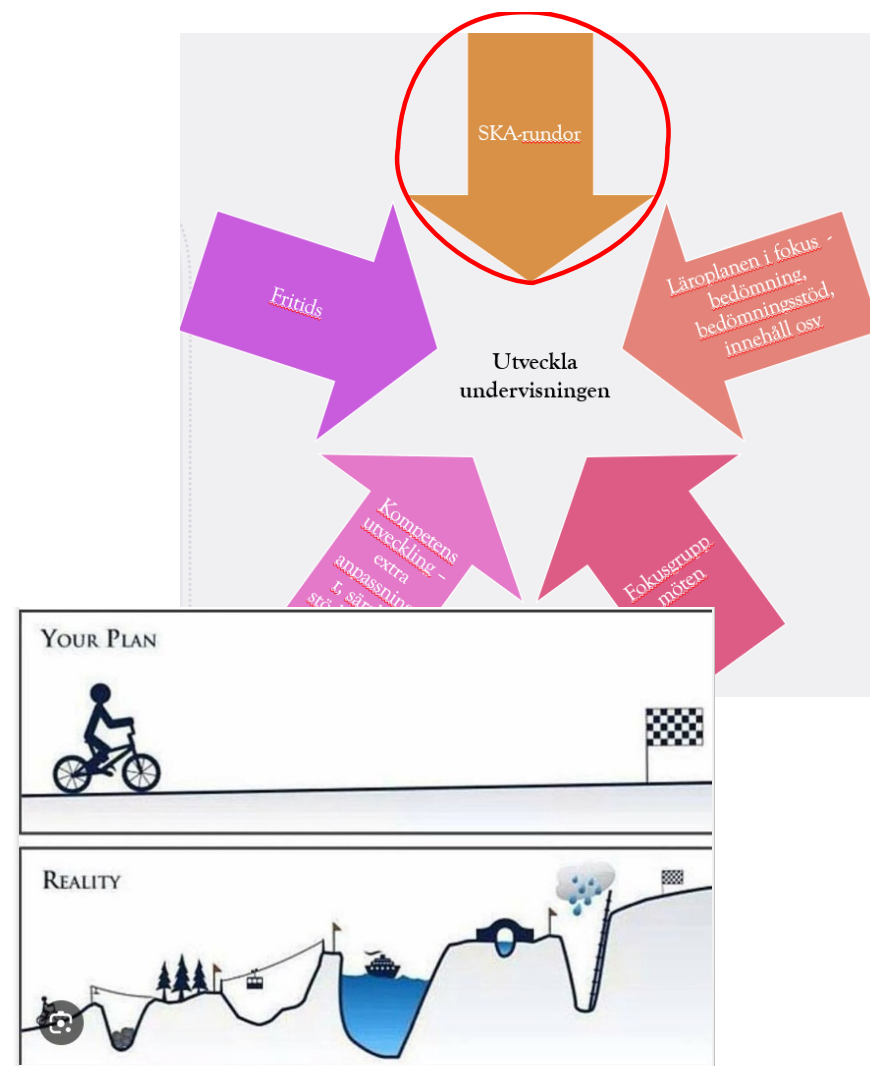 SKA-rundor
Läroplanen i fokus -
bedömning,
bedömningsstöd,
innehåll osv
Fritids
Utveckla
undervisningen
Kompetens
utveckling –
extra
Fokusgrupp
möten
YOUR PLAN
REALITY